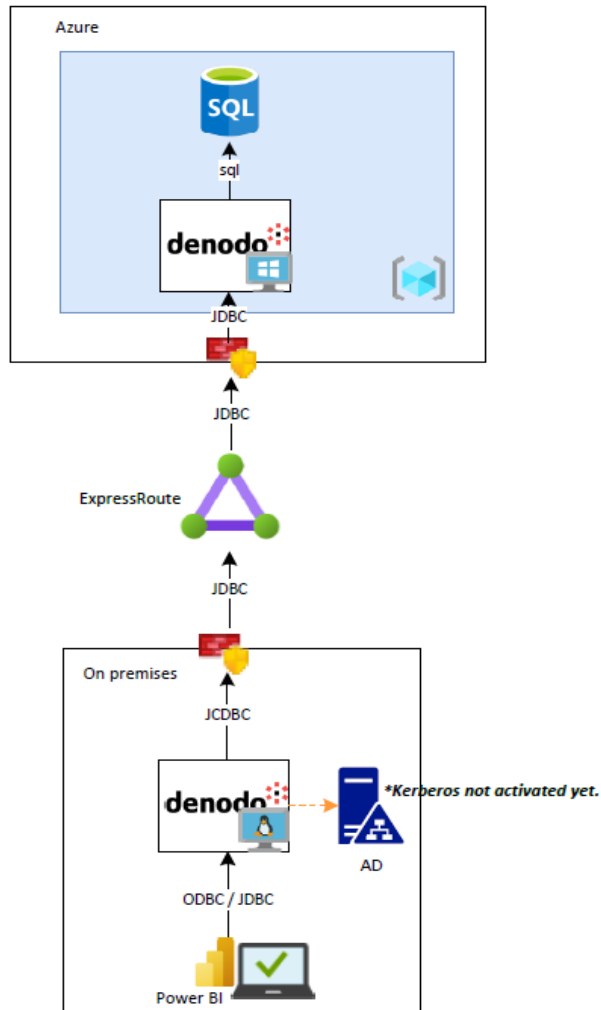 Azure
SQL
sql
denodo
JDBC
JDBC
ExpressRoute
JDBC
On premises
JCDBC
denodo
*Kerberos not activated yet.
AD
ODBC / JDBC
Power BI